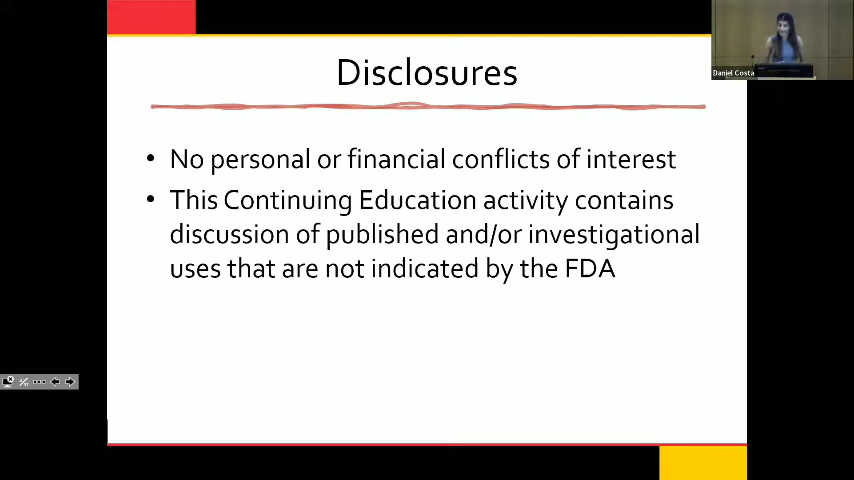 Disclosures
Daniel Costa
• No personal or financial conflicts of interest
• This Continuing Education activity contains
discussion of published and/or investigational
uses that are not indicated by the FDA